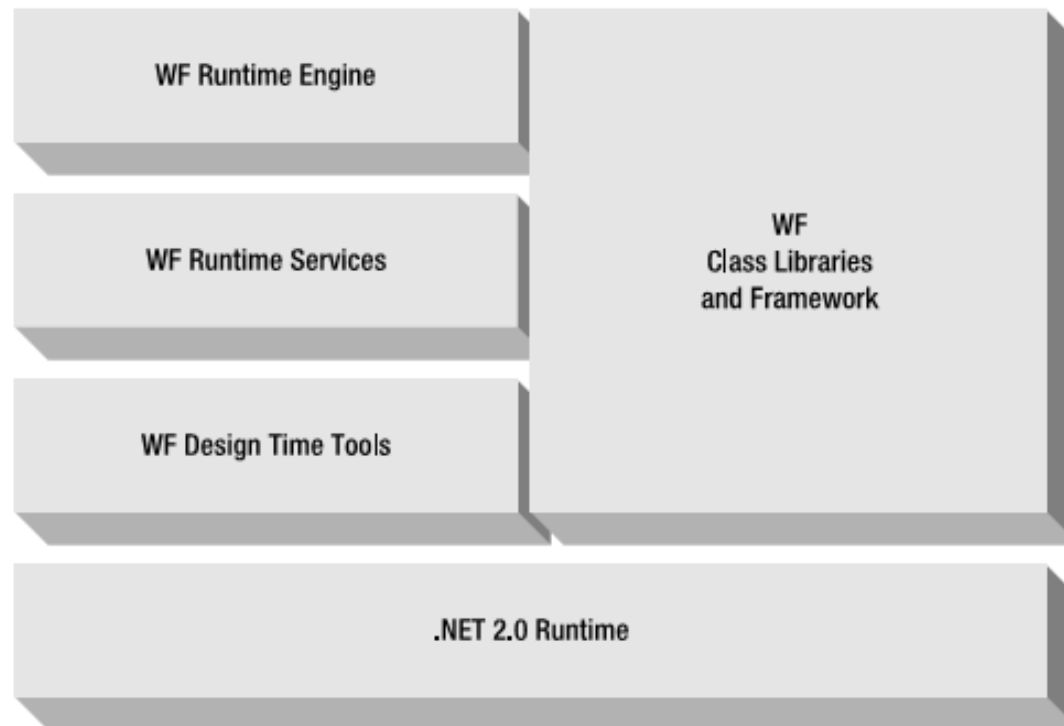 WF Runtime Engine
WF Runtime Services
WF Design Time Tools
WF
Class Libraries
and Framework
.NET 2.0 Runtime